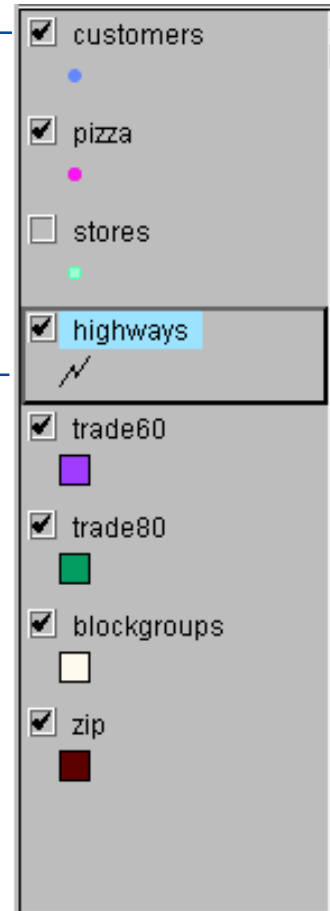 customers
pizza
stores
highways
trade60
trade80
blockgroups
zip